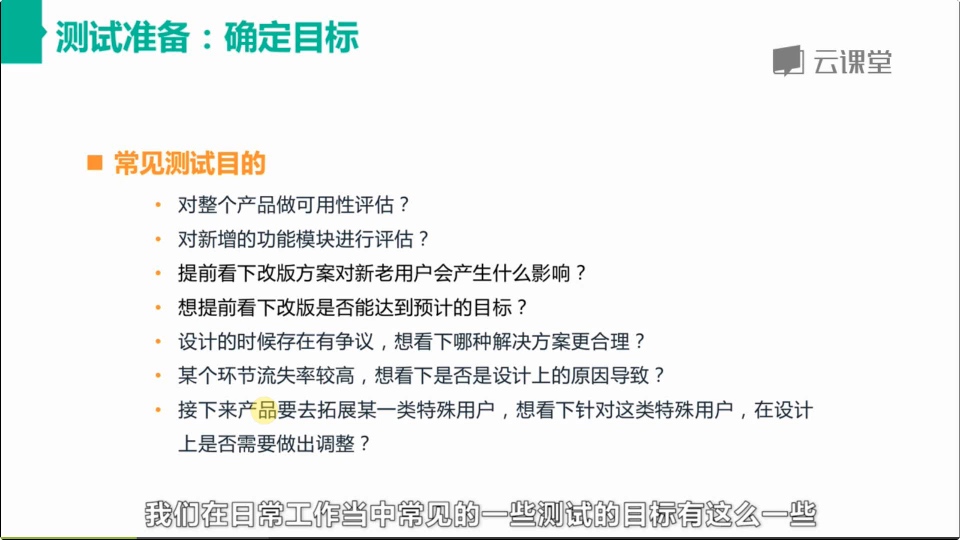 测试准备：确定目标
云课堂
常见测试目的
对整个产品做可用性评估？
对新增的功能模块进行评估？
提前看下改版方案对新老用户会产生什么影响？
想提前看下改版是否能达到预计的目标？
设计的时候存在有争议，想看下哪种解决方案更合理？
某个环节流失率较高，想看下是否是设计上的原因导致？
接下来产品要去拓展某一类特殊用户，想看下针对这类特殊用户，在设计
上是否需要做出调整？
我们在日常工作当中常见的一些测试的目标有这么一些